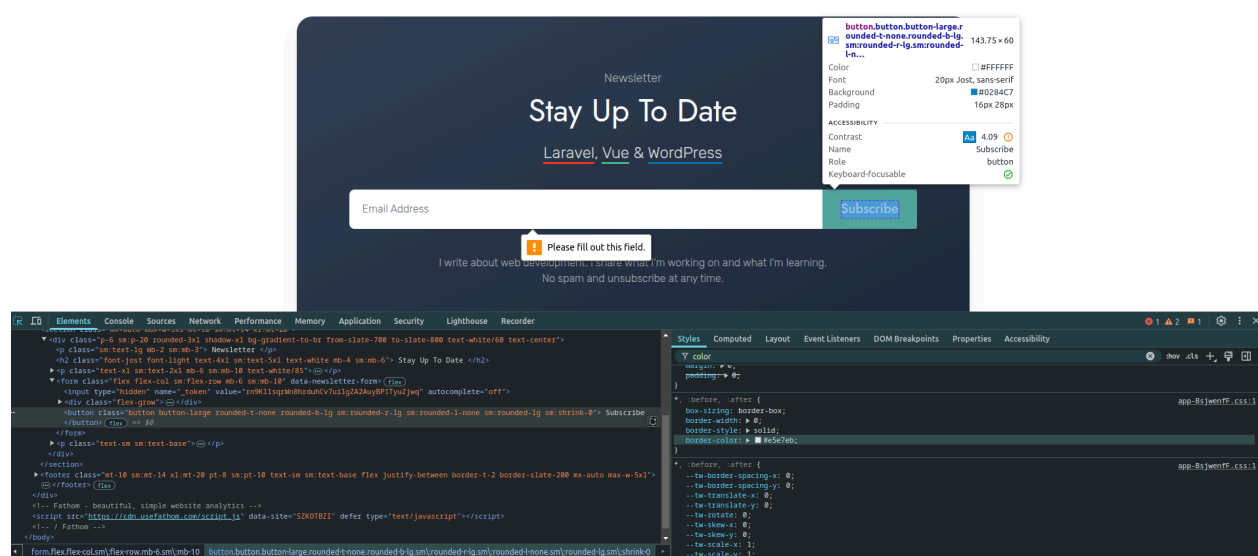 Newsletter
Stay Up To Date
Laravel, Vue & WordPress
Email Address
Subscribe
Please fill out this field.
I write about web development. I share what I'm working on and what I'm learning.
No spam and unsubscribe at any time.
button.button.button-large.r
ounded-t-none.rounded-b-lg.
sm:rounded-r-lg.sm:rounded-
l-n...
143.75 × 60
Color #FFFFFF
Font 20px Jost, sans-serif
Background #0284C7
Padding 16px 28px
ACCESSIBILITY
Contrast Aa 4.09
Name Subscribe
Role button
Keyboard-focusable
Elements Console Sources Network Performance Memory Application Security Lighthouse Recorder 1 2 1
▼<div class="p-6 sm:p-20 rounded-3xl shadow-xl bg-gradient-to-br from-slate-700 to-slate-800 text-white/60 text-center">
<p class="sm:text-lg mb-2 sm:mb-3"> Newsletter </p>
<h2 class="font-jost font-light text-4xl sm:text-5xl text-white mb-4 sm:mb-6"> Stay Up To Date </h2>
▶<p class="text-xl sm:text-2xl mb-6 sm:mb-10 text-white/85">…</p>
▼<form class="flex flex-col sm:flex-row mb-6 sm:mb-10" data-newsletter-form> flex
<input type="hidden" name="_token" autocomplete="off">
▶<div class="flex-grow">…</div>
<button class="button button-large rounded-t-none rounded-b-lg sm:rounded-r-lg sm:rounded-l-none sm:rounded-lg sm:shrink-0"> Subscribe
</button> flex == $0
</form>
▶<p class="text-sm sm:text-base">…</p>
</div>
</section>
▶<footer class="mt-10 sm:mt-14 xl:mt-20 pt-8 sm:pt-10 text-sm sm:text-base flex justify-between border-t-2 border-slate-200 mx-auto max-w-5xl">
…</footer> flex
</div>
<!-- Fathom - beautiful, simple website analytics -->
<script src="https://cdn.usefathom.com/script.js" data-site="SZKOTBZI" defer type="text/javascript"></script>
<!-- / Fathom -->
</body>
form.flex.flex-col.sm\:flex-row.mb-6.sm\:mb-10 button.button.button-large.rounded-t-none.rounded-b-lg.sm\:rounded-r-lg.sm\:rounded-l-none.sm\:rounded-lg.sm\:shrink-0
Styles Computed Layout Event Listeners DOM Breakpoints Properties Accessibility
color :hov .cls
margin: ▶ 0;
padding: ▶ 0;
}
*, :before, :after { app-BsjwenfF.css:1
box-sizing: border-box;
border-width: ▶ 0;
border-style: ▶ solid;
border-color: ▶ #e5e7eb;
}
*, :before, :after { app-BsjwenfF.css:1
--tw-border-spacing-x: 0;
--tw-border-spacing-y: 0;
--tw-translate-x: 0;
--tw-translate-y: 0;
--tw-rotate: 0;
--tw-skew-x: 0;
--tw-skew-y: 0;
--tw-scale-x: 1;
--tw-scale-y: 1;